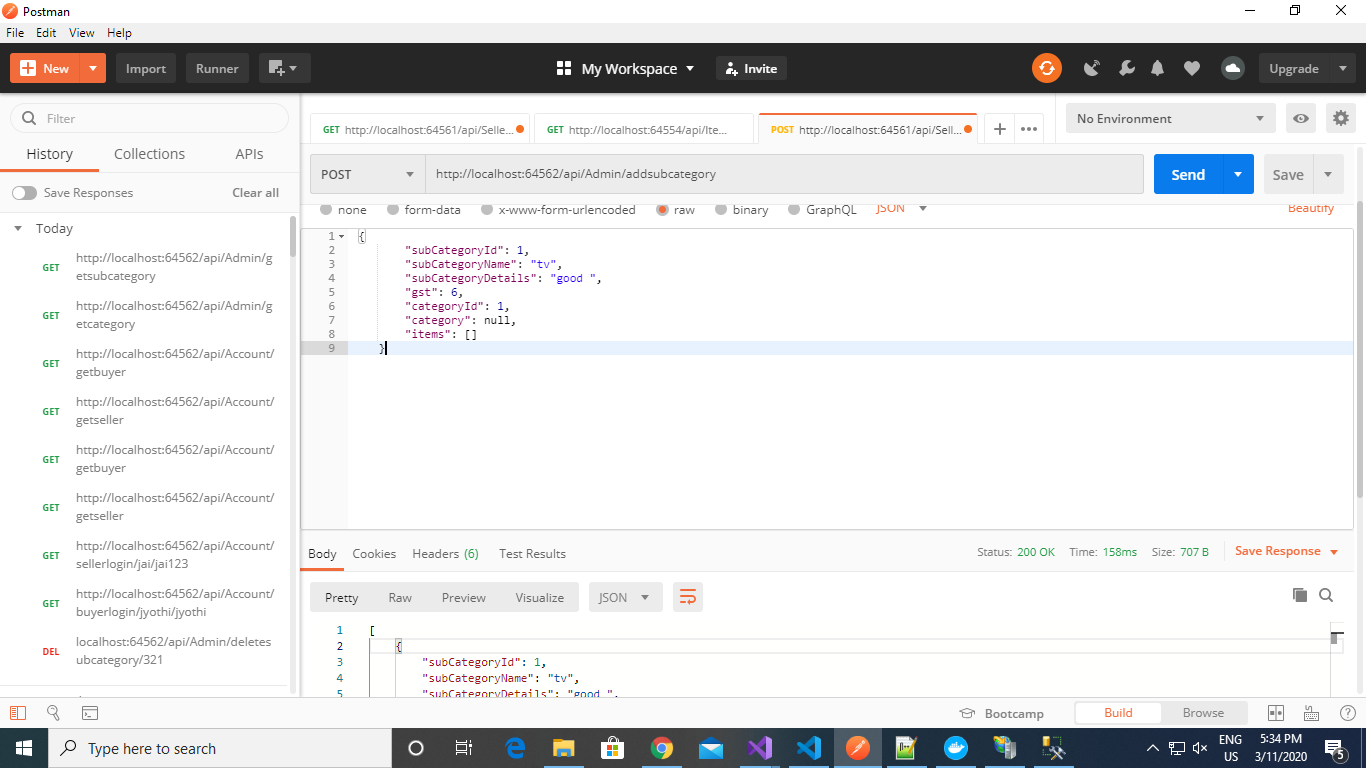 Postman
File Edit View Help
New Import Runner My Workspace Invite Upgrade
Filter
History Collections APIs
Save Responses Clear all
Today
GET http://localhost:64562/api/Admin/g
etsubcategory
GET http://localhost:64562/api/Admin/g
etcategory
GET http://localhost:64562/api/Account/
getbuyer
GET http://localhost:64562/api/Account/
getseller
GET http://localhost:64562/api/Account/
getbuyer
GET http://localhost:64562/api/Account/
getseller
GET http://localhost:64562/api/Account/
sellerlogin/jai/jai123
GET http://localhost:64562/api/Account/
buyerlogin/jyothi/jyothi
DEL localhost:64562/api/Admin/deletes
ubcategory/321
GET http://localhost:64561/api/Selle... GET http://localhost:64554/api/Ite... POST http://localhost:64561/api/Sell... + ••• No Environment
POST http://localhost:64562/api/Admin/addsubcategory Send Save
none form-data x-www-form-urlencoded raw binary GraphQL JSON Beautify
1 {
2 "subCategoryId": 1,
3 "subCategoryName": "tv",
4 "subCategoryDetails": "good ",
5 "gst": 6,
6 "categoryId": 1,
7 "category": null,
8 "items": []
9 }
Body Cookies Headers (6) Test Results Status: 200 OK Time: 158ms Size: 707 B Save Response
Pretty Raw Preview Visualize JSON
1 [
2 {
3 "subCategoryId": 1,
4 "subCategoryName": "tv",
5 "subCategoryDetails": "good ",
Bootcamp Build Browse ?
Type here to search
ENG
US
5:34 PM
3/11/2020
5